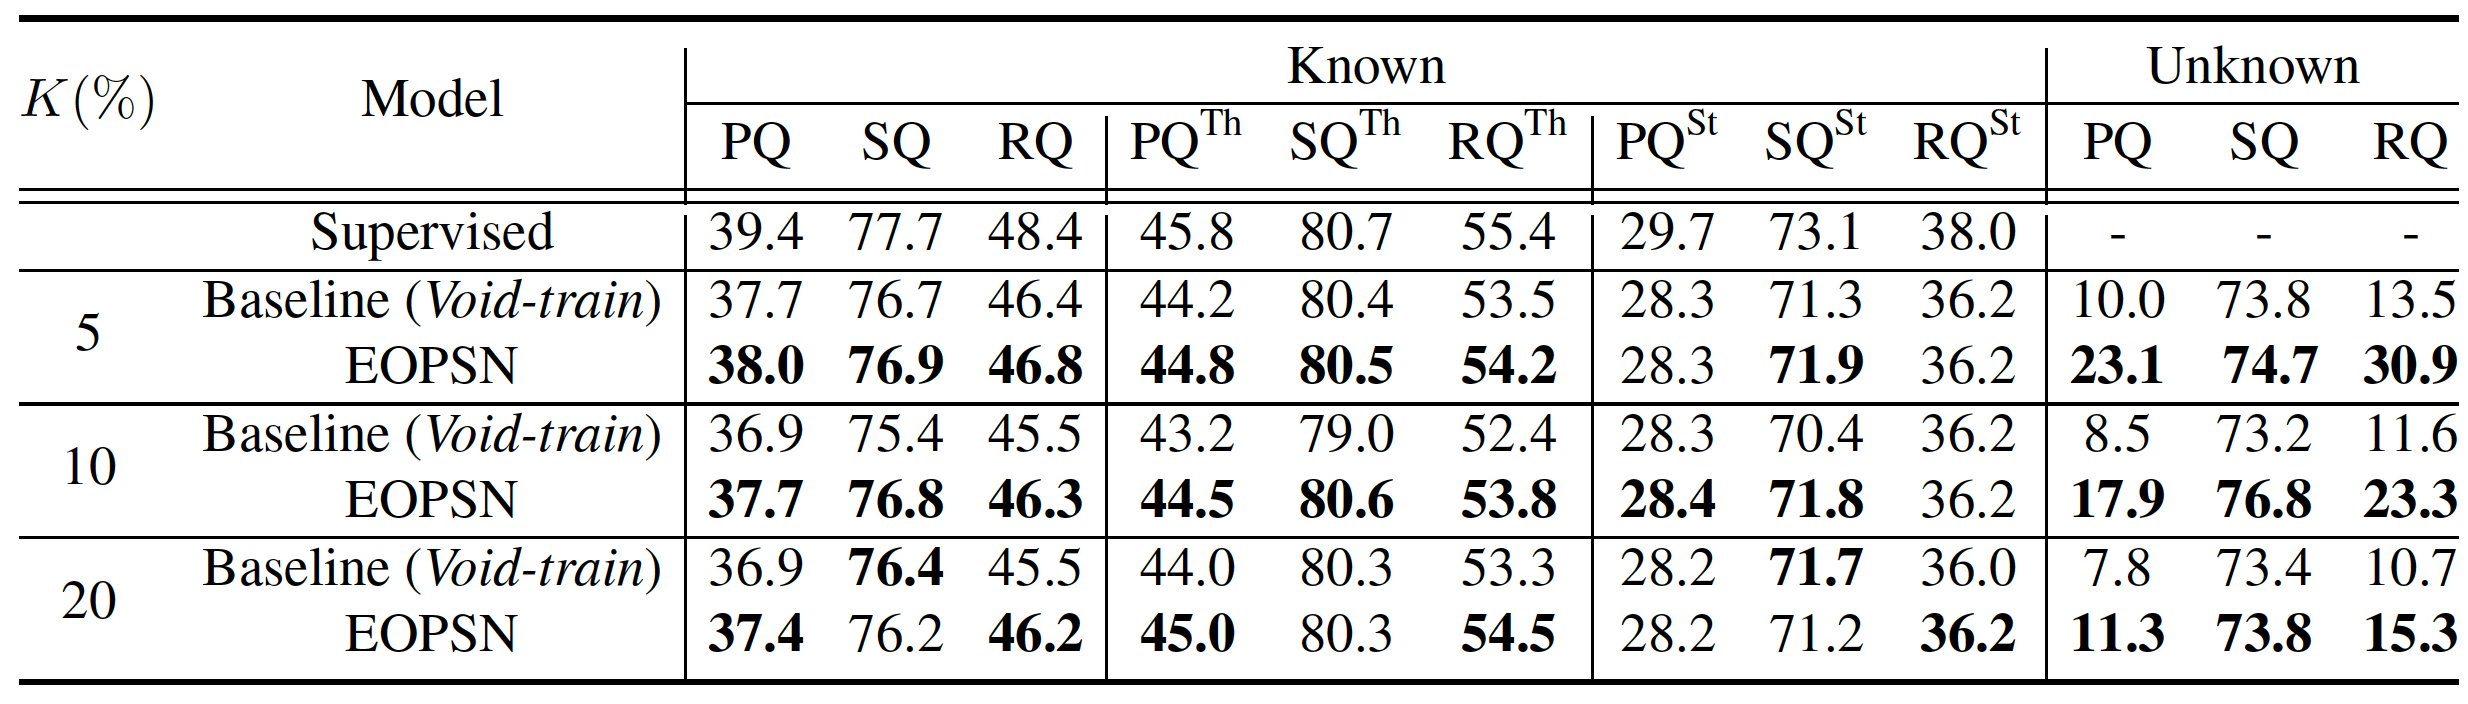 K(%) Model Known Unknown
PQ SQ RQ PQ^Th SQ^Th RQ^Th PQ^St SQ^St RQ^St PQ SQ RQ
Supervised 39.4 77.7 48.4 45.8 80.7 55.4 29.7 73.1 38.0 - - -
5 Baseline (Void-train) 37.7 76.7 46.4 44.2 80.4 53.5 28.3 71.3 36.2 10.0 73.8 13.5
EOPSN 38.0 76.9 46.8 44.8 80.5 54.2 28.3 71.9 36.2 23.1 74.7 30.9
10 Baseline (Void-train) 36.9 75.4 45.5 43.2 79.0 52.4 28.3 70.4 36.2 8.5 73.2 11.6
EOPSN 37.7 76.8 46.3 44.5 80.6 53.8 28.4 71.8 36.2 17.9 76.8 23.3
20 Baseline (Void-train) 36.9 76.4 45.5 44.0 80.3 53.3 28.2 71.7 36.0 7.8 73.4 10.7
EOPSN 37.4 76.2 46.2 45.0 80.3 54.5 28.2 71.2 36.2 11.3 73.8 15.3